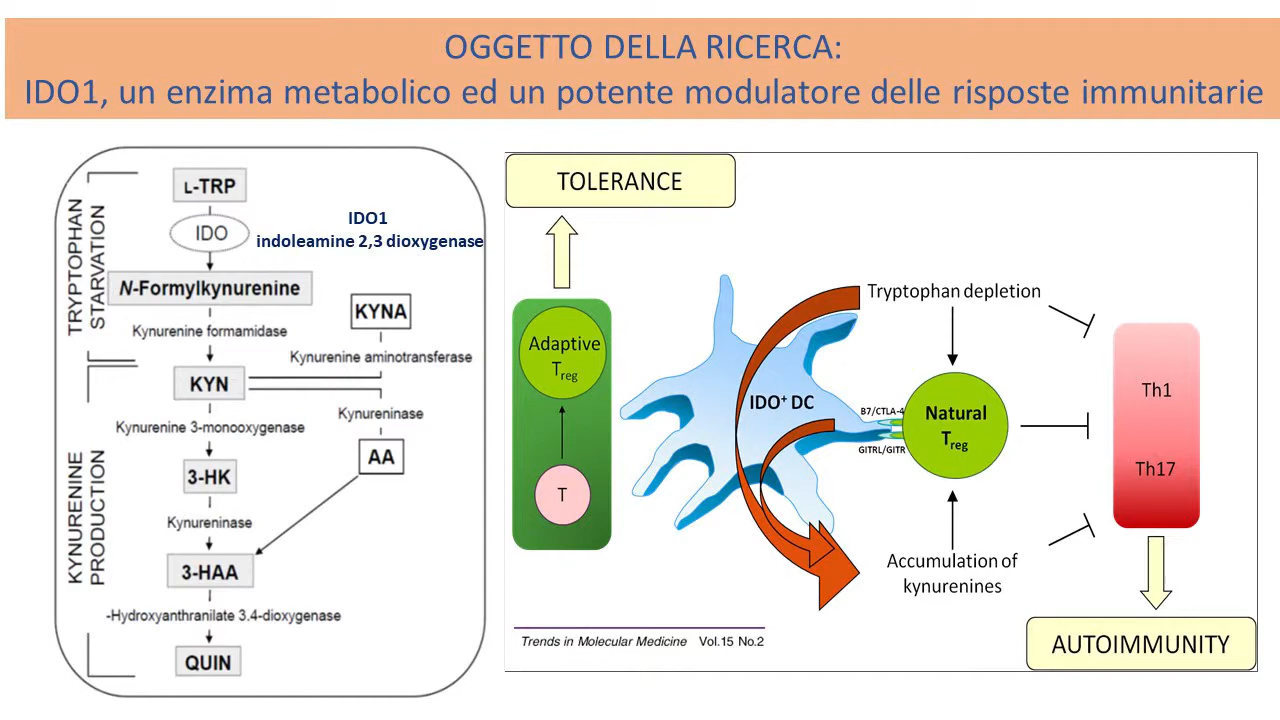 OGGETTO DELLA RICERCA:
IDO1, un enzima metabolico ed un potente modulatore delle risposte immunitarie
TRYPTOPHAN
STARVATION
KYNURENINE
PRODUCTION
L-TRP
IDO
IDO1
indoleamine 2,3 dioxygenase
N-Formylkynurenine
Kynurenine formamidase
KYNA
Kynurenine aminotransferase
KYN
Kynureninase
Kynurenine 3-monooxygenase
AA
3-HK
Kynureninase
3-HAA
-Hydroxyanthranilate 3.4-dioxygenase
QUIN
TOLERANCE
Adaptive
Treg
T
IDO+ DC
Tryptophan depletion
B7/CTLA-4
GITRL/GITR
Natural
Treg
Accumulation of
kynurenines
Th1
Th17
AUTOIMMUNITY
Trends in Molecular Medicine Vol.15 No.2